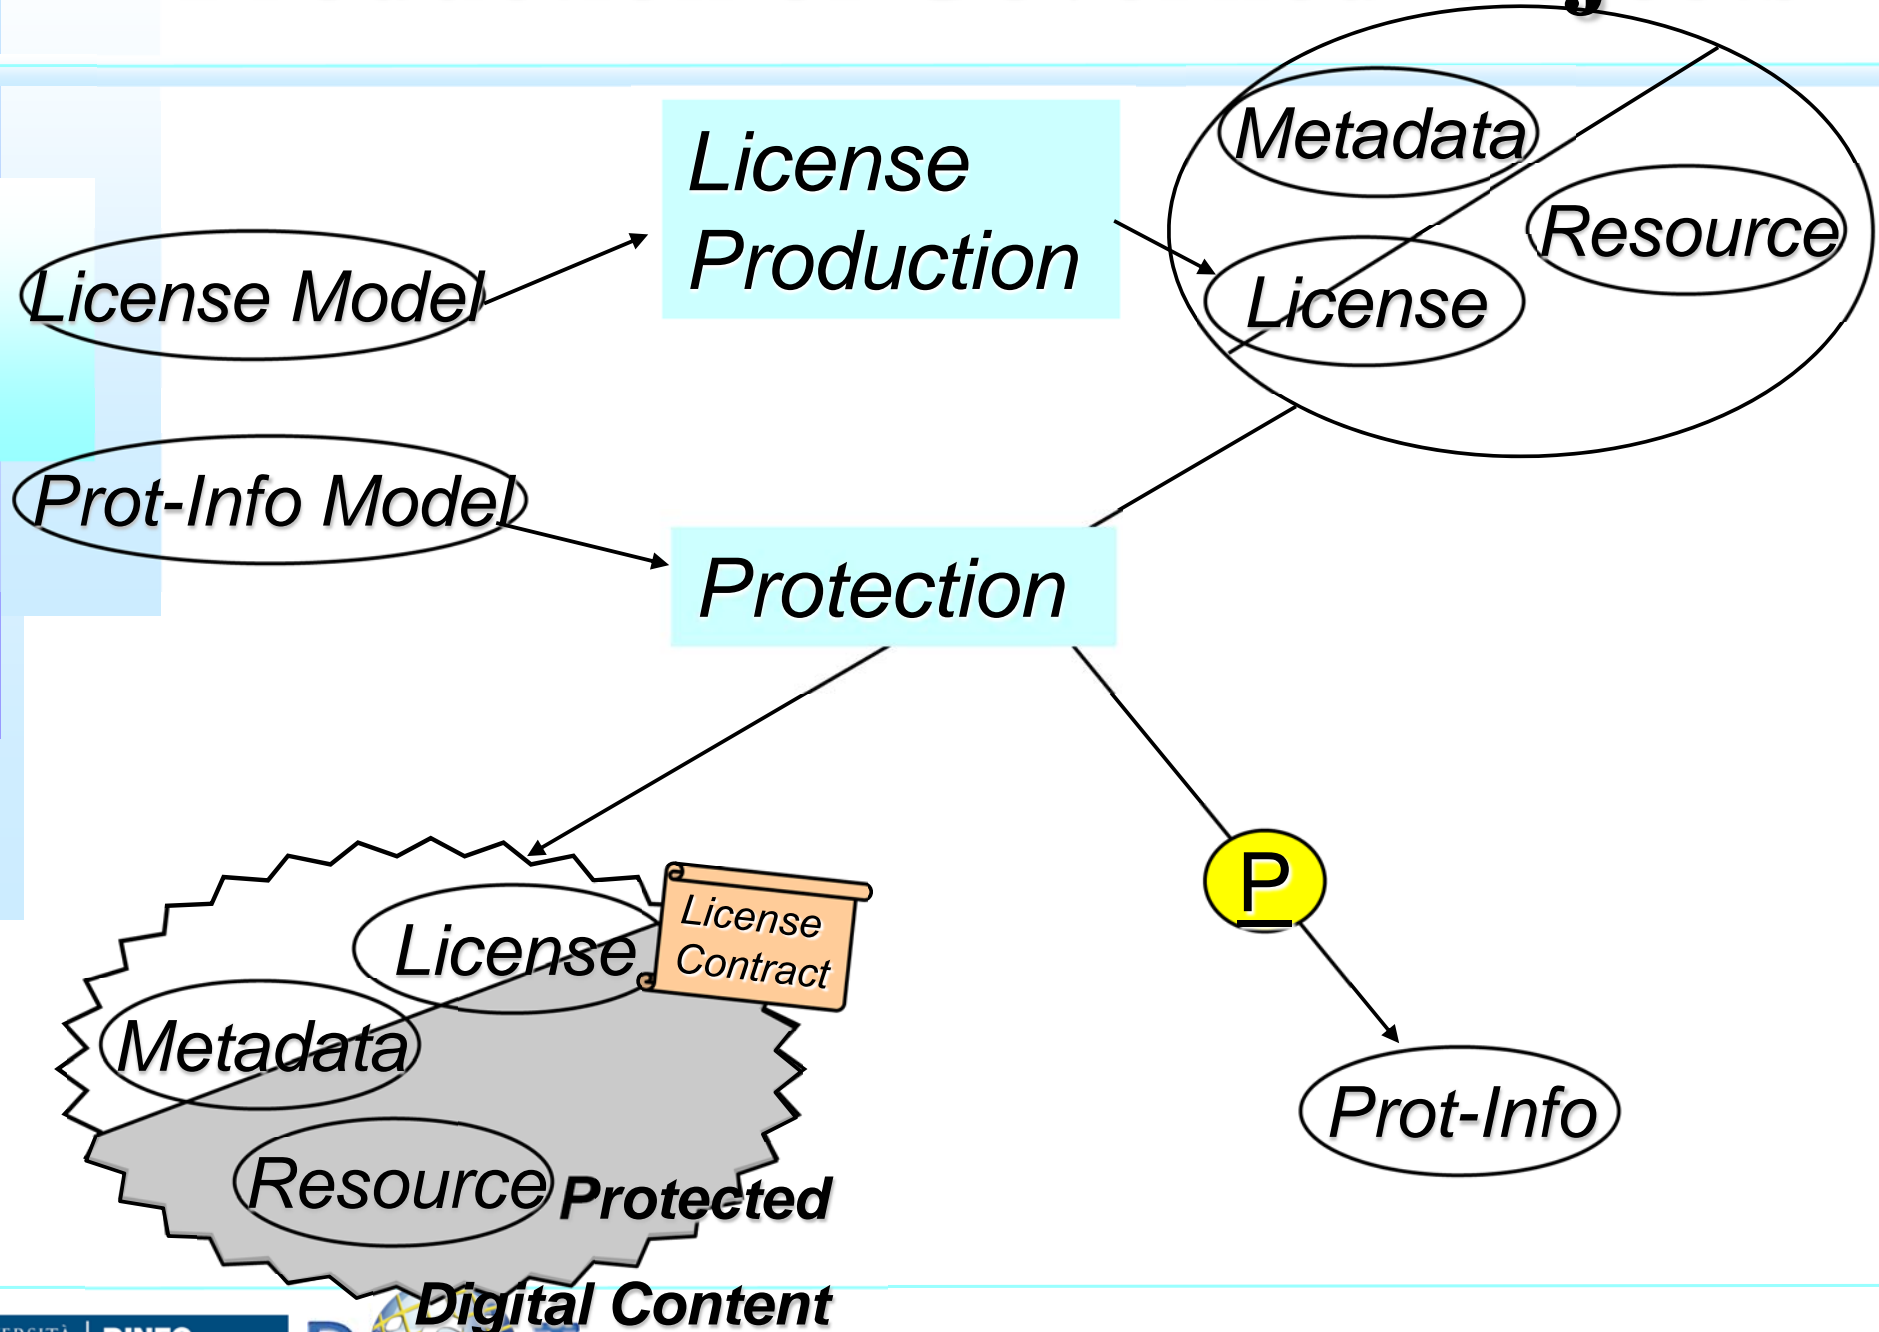 Metadata
License
Production
Resource
License Model
License
Prot-Info Model
Protection
P
License
Contract
License
Metadata
Prot-Info
Resource
Protected
Digital Content